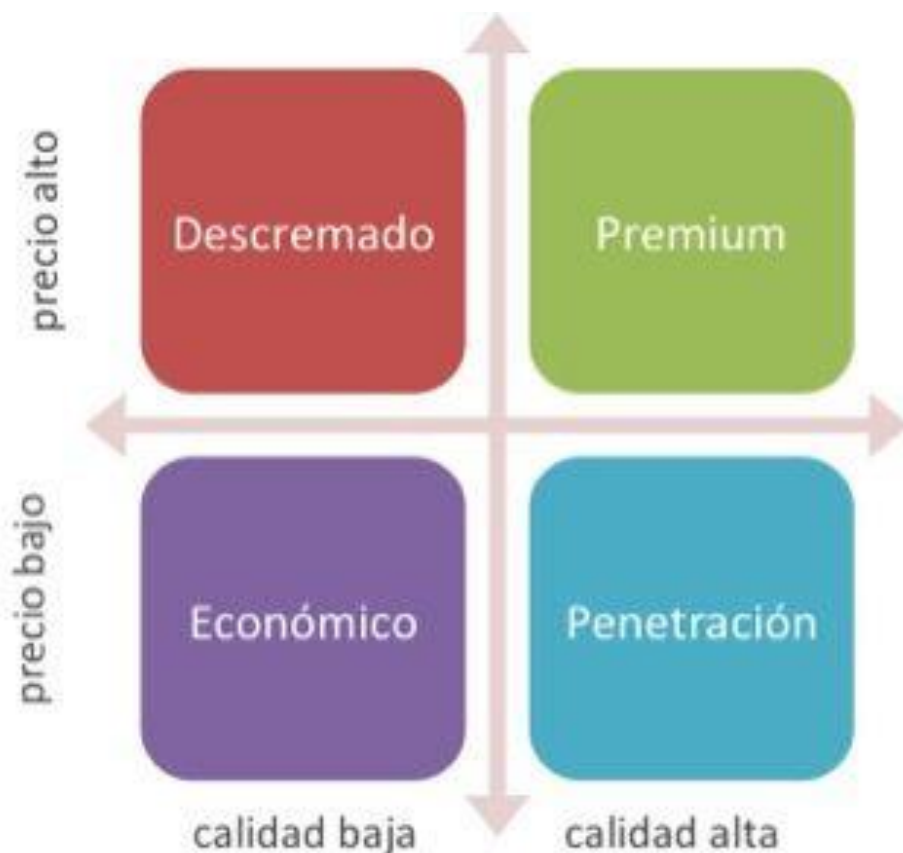 precio alto
Descremado
Premium
precio bajo
Económico
Penetración
calidad baja
calidad alta